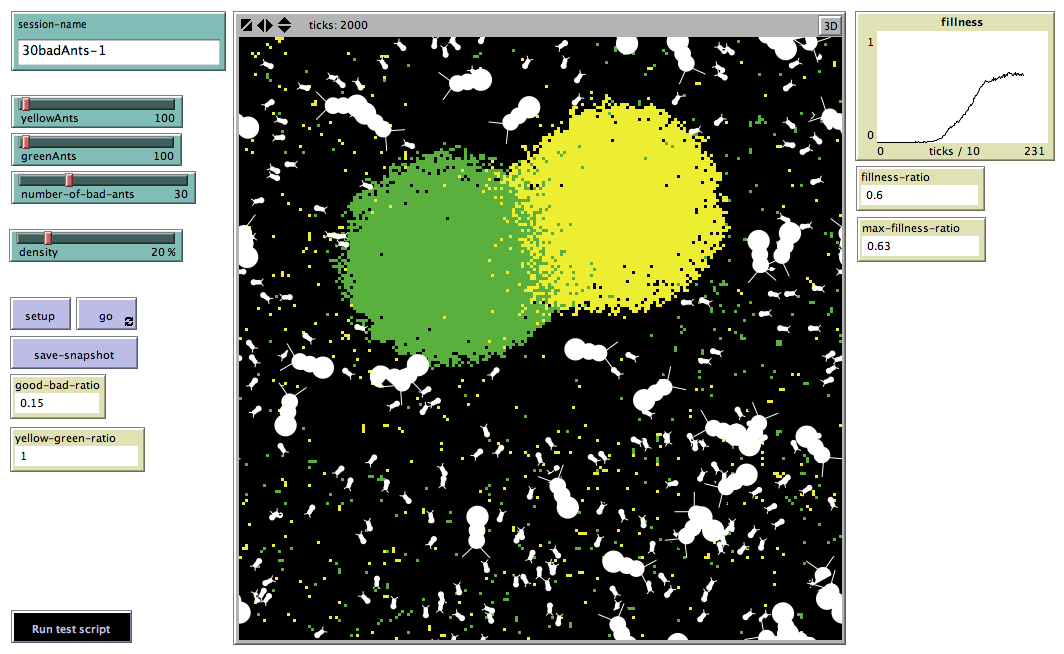 session-name
30badAnts-1
yellowAnts 100
greenAnts 100
number-of-bad-ants 30
density 20 %
setup
go
save-snapshot
good-bad-ratio
0.15
yellow-green-ratio
1
Run test script
ticks: 2000
3D
fillness
1
0
0 ticks / 10 231
fillness-ratio
0.6
max-fillness-ratio
0.63